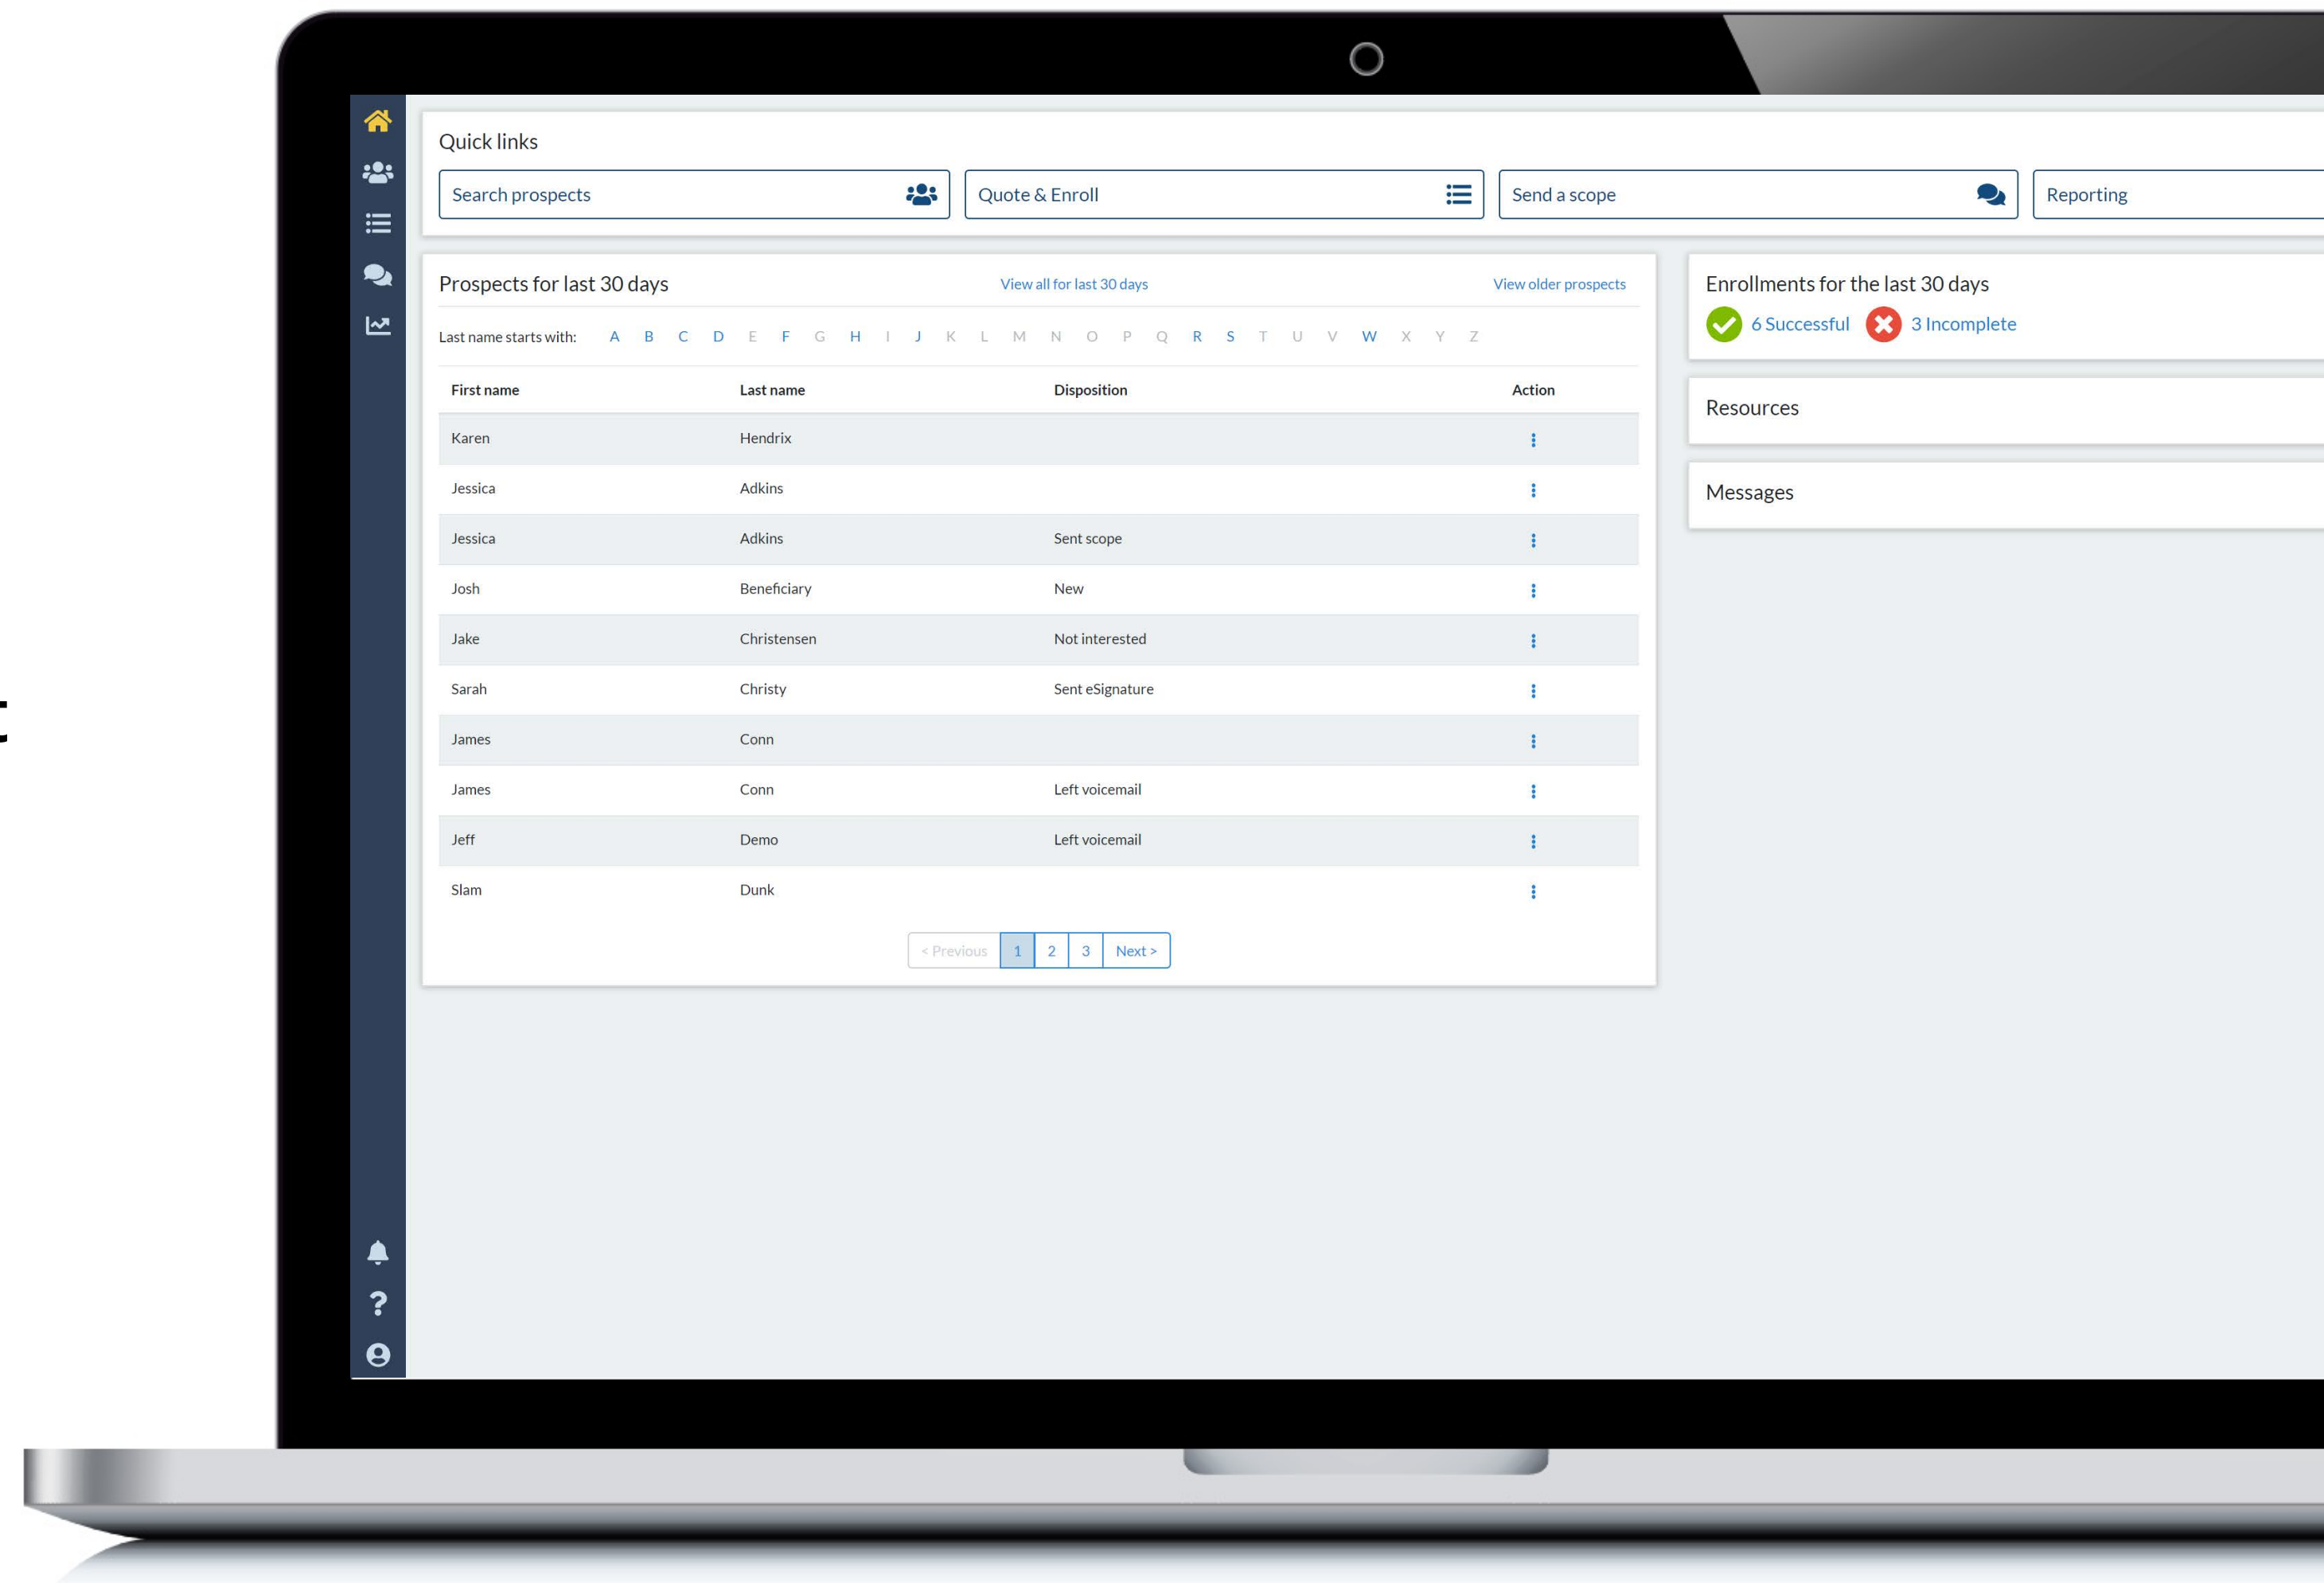 Quick links
Search prospects
Quote & Enroll
Send a scope
Reporting
Prospects for last 30 days
View all for last 30 days
View older prospects
Last name starts with: A B C D E F G H I J K L M N O P Q R S T U V W X Y Z
First name Last name Disposition Action
Karen Hendrix
Jessica Adkins
Jessica Adkins Sent scope
Josh Beneficiary New
Jake Christensen Not interested
Sarah Christy Sent eSignature
James Conn
James Conn Left voicemail
Jeff Demo Left voicemail
Slam Dunk
< Previous 1 2 3 Next >
Enrollments for the last 30 days
6 Successful 3 Incomplete
Resources
Messages
t